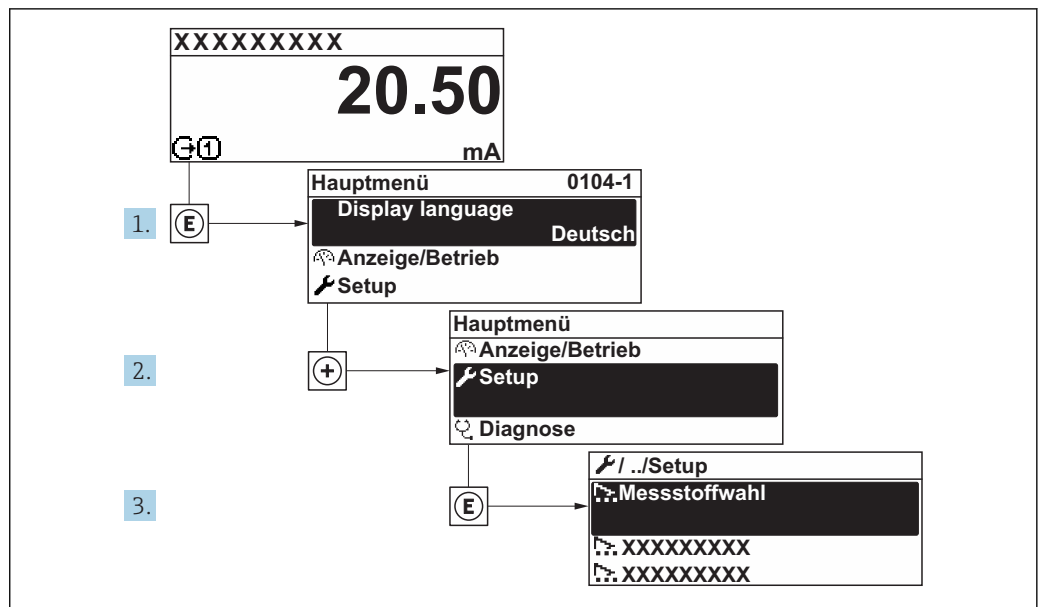 XXXXXXXXX
20.50
1 mA
1. E
Hauptmenü 0104-1
Display language
Deutsch
Anzeige/Betrieb
Setup
2. +
Hauptmenü
Anzeige/Betrieb
Setup
Diagnose
3. E
/ ../Setup
Messstoffwahl
XXXXXXXXX
XXXXXXXXX